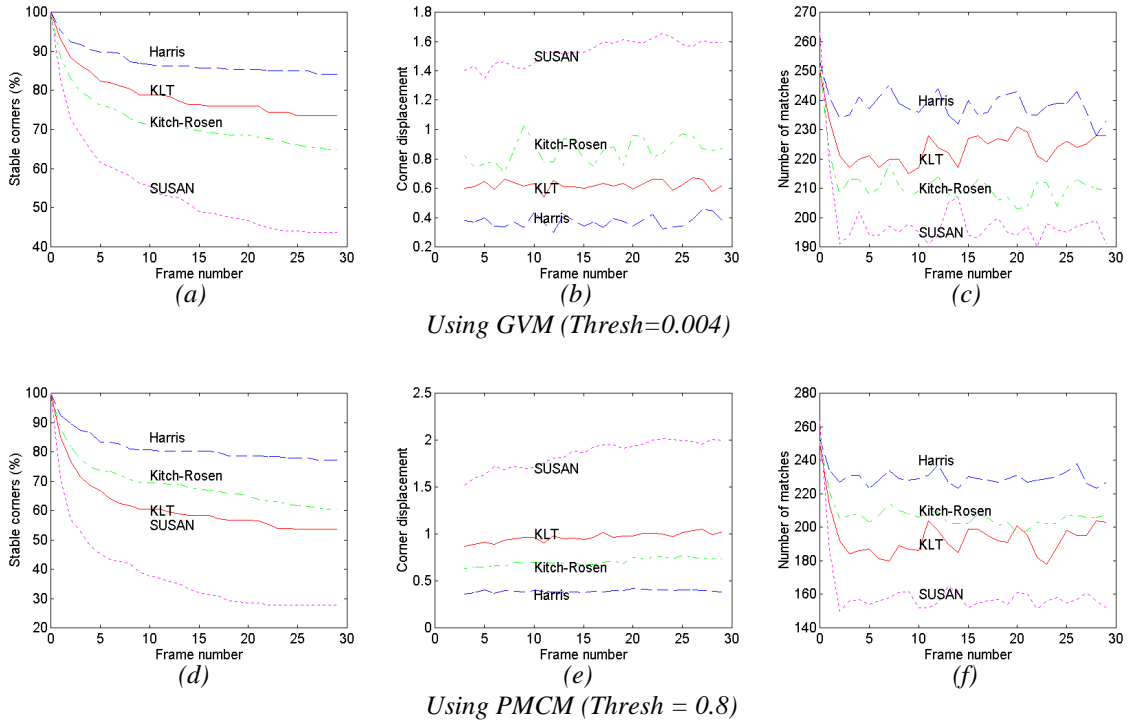 100
90
80
70
60
50
40
Stable corners (%)
Harris
KLT
Kitch-Rosen
SUSAN
0 5 10 15 20 25 30
Frame number
(a)
1.8
1.6
1.4
1.2
1
0.8
0.6
0.4
0.2
Corner displacement
SUSAN
Kitch-Rosen
KLT
Harris
0 5 10 15 20 25 30
Frame number
(b)
270
260
250
240
230
220
210
200
190
Number of matches
Harris
KLT
Kitch-Rosen
SUSAN
0 5 10 15 20 25 30
Frame number
(c)
Using GVM (Thresh=0.004)
100
90
80
70
60
50
40
30
20
Stable corners (%)
Harris
Kitch-Rosen
KLT
SUSAN
0 5 10 15 20 25 30
Frame number
(d)
2.5
2
1.5
1
0.5
0
Corner displacement
SUSAN
KLT
Kitch-Rosen
Harris
0 5 10 15 20 25 30
Frame number
(e)
280
260
240
220
200
180
160
140
Number of matches
Harris
Kitch-Rosen
KLT
SUSAN
0 5 10 15 20 25 30
Frame number
(f)
Using PMCM (Thresh = 0.8)